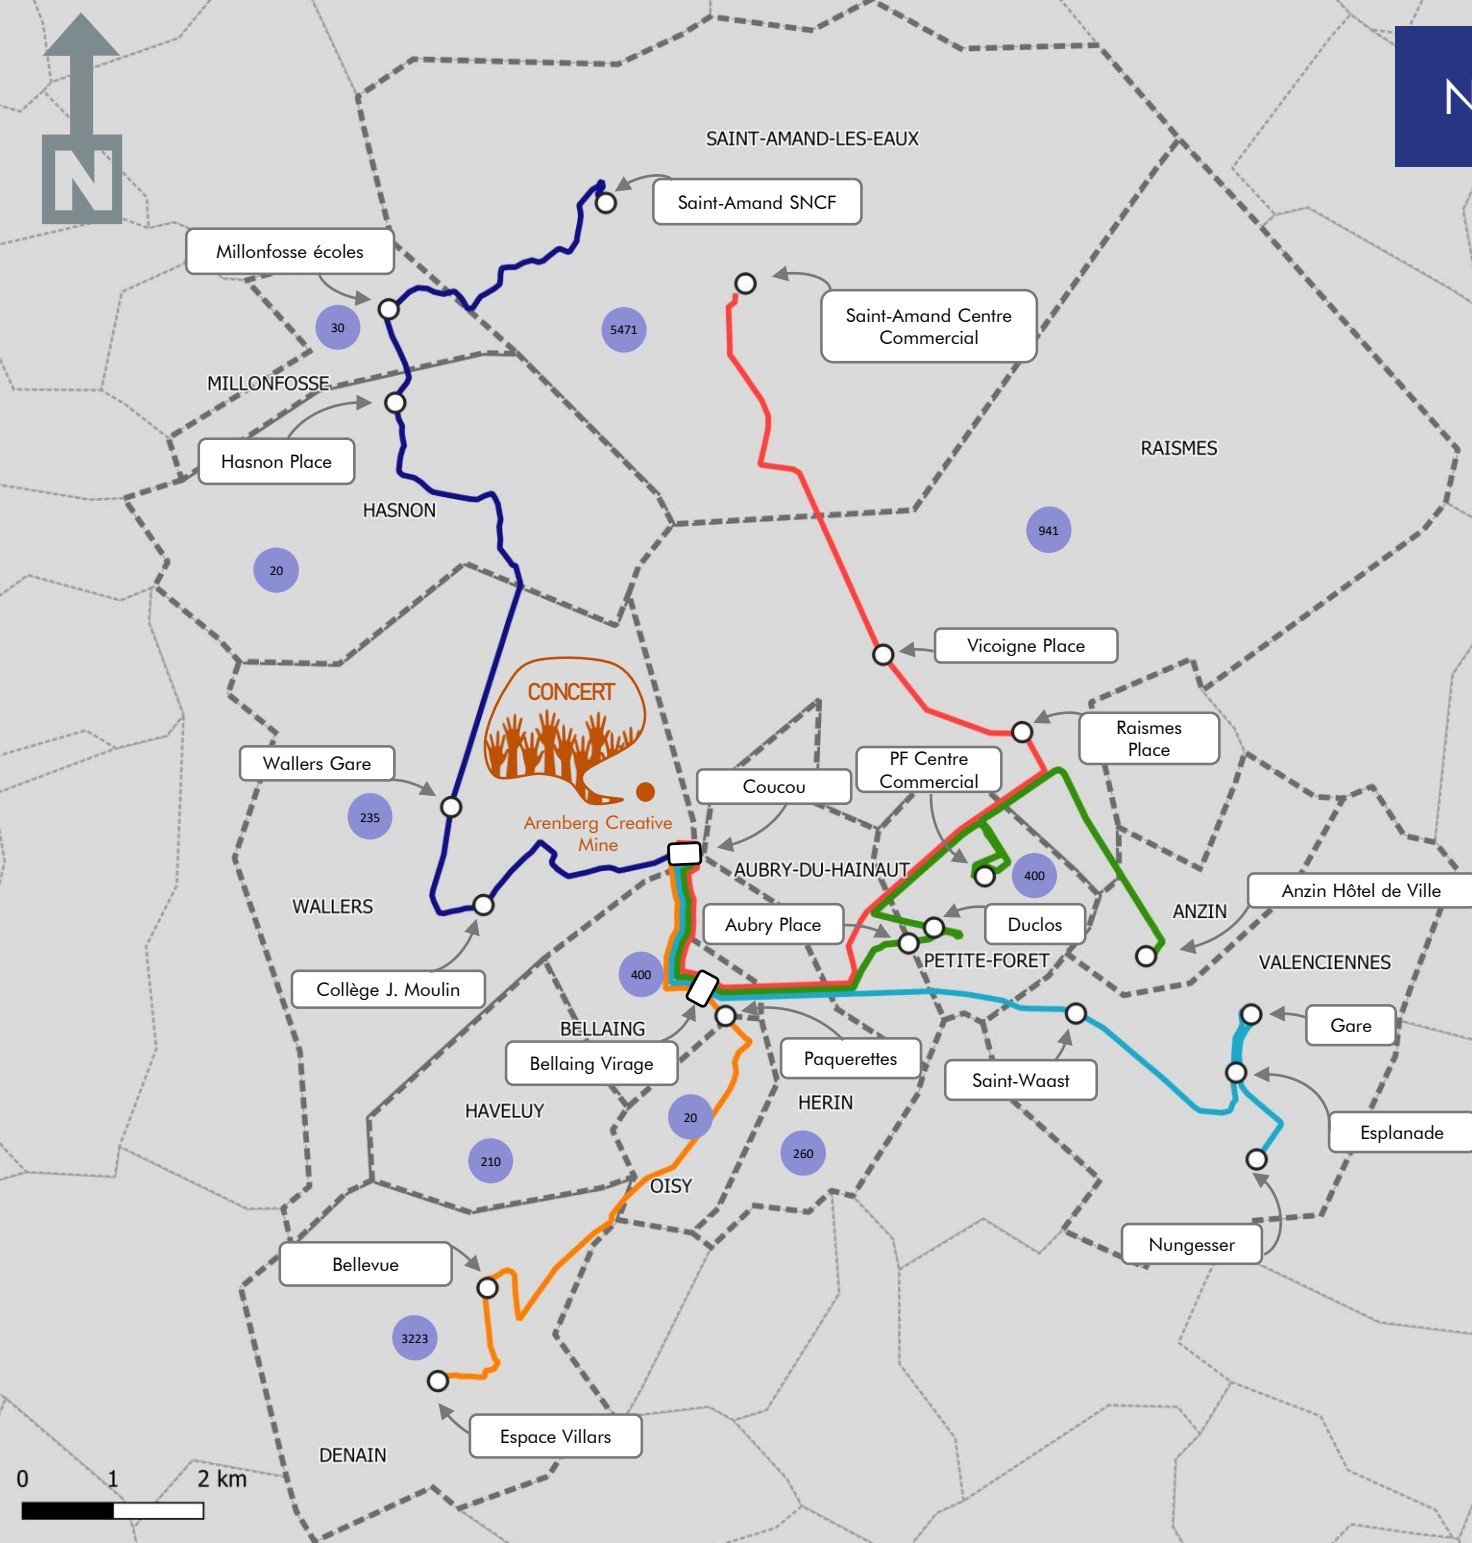 N
N
SAINT-AMAND-LES-EAUX
Saint-Amand SNCF
Millonfosse écoles
Saint-Amand Centre
Commercial
30
5471
MILLONFOSSE
Hasnon Place
RAISMES
HASNON
941
20
Vicoigne Place
CONCERT
Raismes
Place
Wallers Gare
PF Centre
Commercial
Coucou
235
Arenberg Creative
Mine
AUBRY-DU-HAINAUT
400
Anzin Hôtel de Ville
WALLERS
ANZIN
Aubry Place
Duclos
PETITE-FORET
VALENCIENNES
400
Collège J. Moulin
BELLAING
Gare
Bellaing Virage
Paquerettes
Saint-Waast
HAVELUY
HERIN
20
Esplanade
210
260
OISY
Nungesser
Bellevue
3223
Espace Villars
DENAIN
0 1 2 km